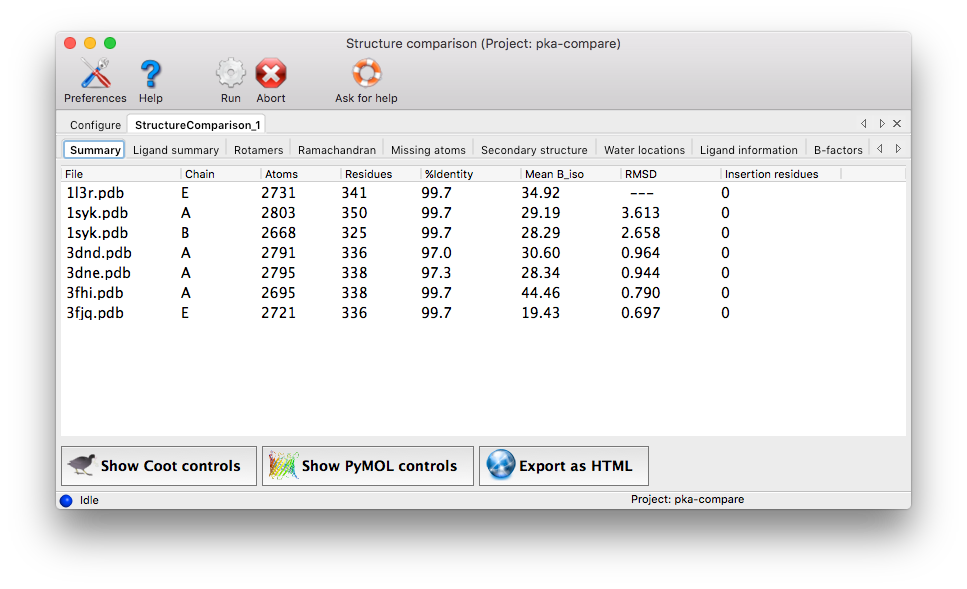 Structure comparison (Project: pka-compare)
Preferences Help Run Abort Ask for help
Configure StructureComparison_1
Summary Ligand summary Rotamers Ramachandran Missing atoms Secondary structure Water locations Ligand information B-factors
File Chain Atoms Residues %Identity Mean B_iso RMSD Insertion residues
1l3r.pdb E 2731 341 99.7 34.92 --- 0
1syk.pdb A 2803 350 99.7 29.19 3.613 0
1syk.pdb B 2668 325 99.7 28.29 2.658 0
3dnd.pdb A 2791 336 97.0 30.60 0.964 0
3dne.pdb A 2795 338 97.3 28.34 0.944 0
3fhi.pdb A 2695 338 99.7 44.46 0.790 0
3fjq.pdb E 2721 336 99.7 19.43 0.697 0
Show Coot controls Show PyMOL controls Export as HTML
Idle Project: pka-compare